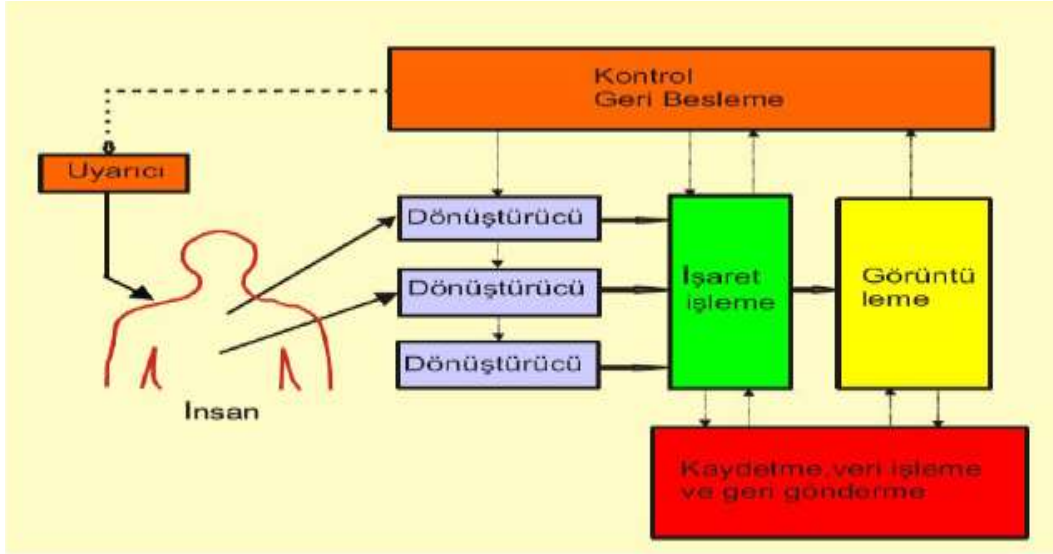 Kontrol
Geri Besleme
Uyarıcı
Dönüştürücü
Dönüştürücü
Dönüştürücü
İşaret
işleme
Görüntü
leme
İnsan
Kaydetme,veri işleme
ve geri gönderme